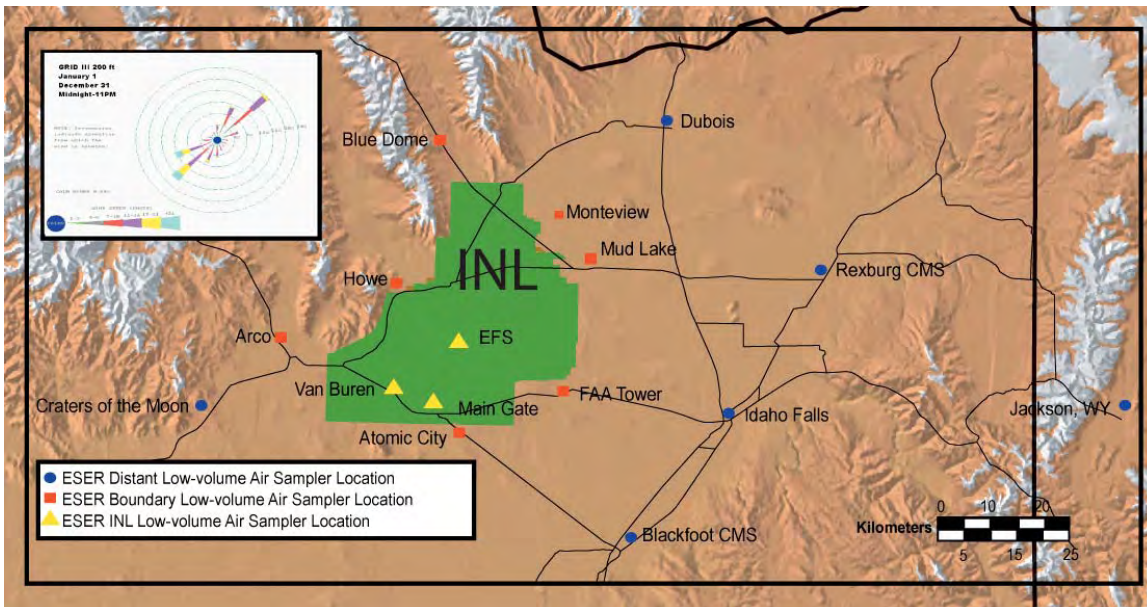 GRID III 200 ft
January 1
December 31
Midnight-11PM
Blue Dome
Dubois
Monteview
Mud Lake
INL
Howe
Rexburg CMS
Arco
EFS
Van Buren
FAA Tower
Craters of the Moon
Main Gate
Idaho Falls
Jackson, WY
Atomic City
ESER Distant Low-volume Air Sampler Location
ESER Boundary Low-volume Air Sampler Location
ESER INL Low-volume Air Sampler Location
Blackfoot CMS
0 10 20
Kilometers
5 15 25